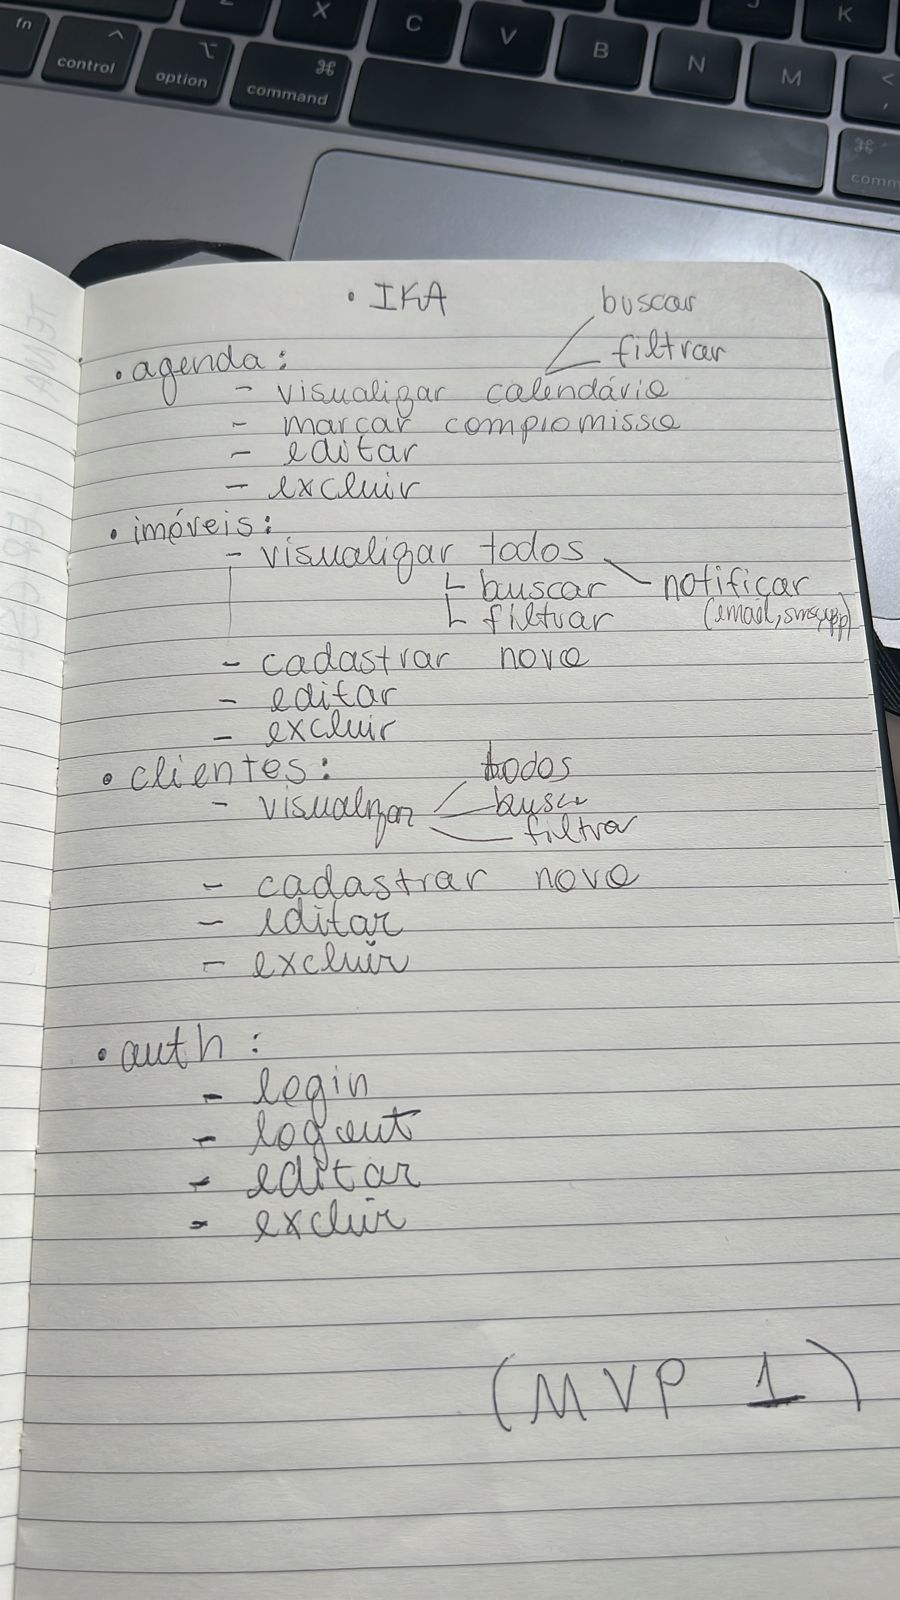 fn
control
⌥
option
⌘
command
X
C
V
B
N
M
K
<
,
⌘
comm
• IKA
buscar
filtrar
• agenda:
- visualizar calendário
- marcar compromisso
- editar
- excluir
• imóveis:
- visualizar todos
buscar
notificar
filtrar
(email, sms, app)
- cadastrar novo
- editar
- excluir
• clientes:
todos
- visualizar
busca
filtrar
- cadastrar novo
- editar
- excluir
• auth:
- login
- logout
- editar
- excluir
(MVP 1)